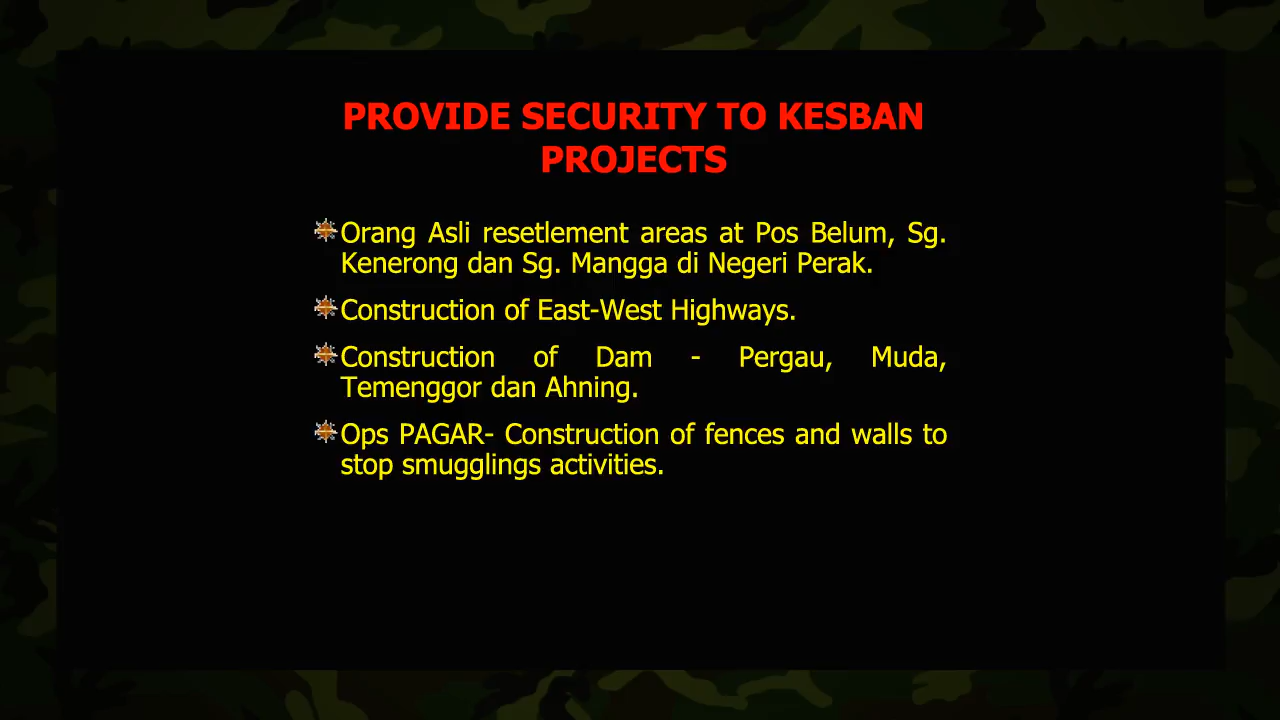 PROVIDE SECURITY TO KESBAN
PROJECTS
Orang Asli resetlement areas at Pos Belum, Sg.
Kenerong dan Sg. Mangga di Negeri Perak.
Construction of East-West Highways.
Construction of Dam - Pergau, Muda,
Temenggor dan Ahning.
Ops PAGAR- Construction of fences and walls to
stop smugglings activities.